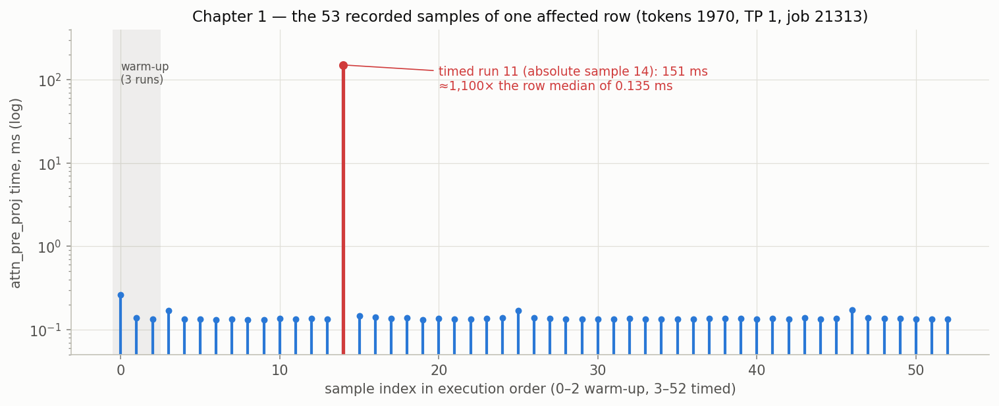 Chapter 1 — the 53 recorded samples of one affected row (tokens 1970, TP 1, job 21313)
warm-up
(3 runs)
timed run 11 (absolute sample 14): 151 ms
≈1,100× the row median of 0.135 ms
attn_pre_proj time, ms (log)
10²
10¹
10⁰
10⁻¹
0 10 20 30 40 50
sample index in execution order (0–2 warm-up, 3–52 timed)